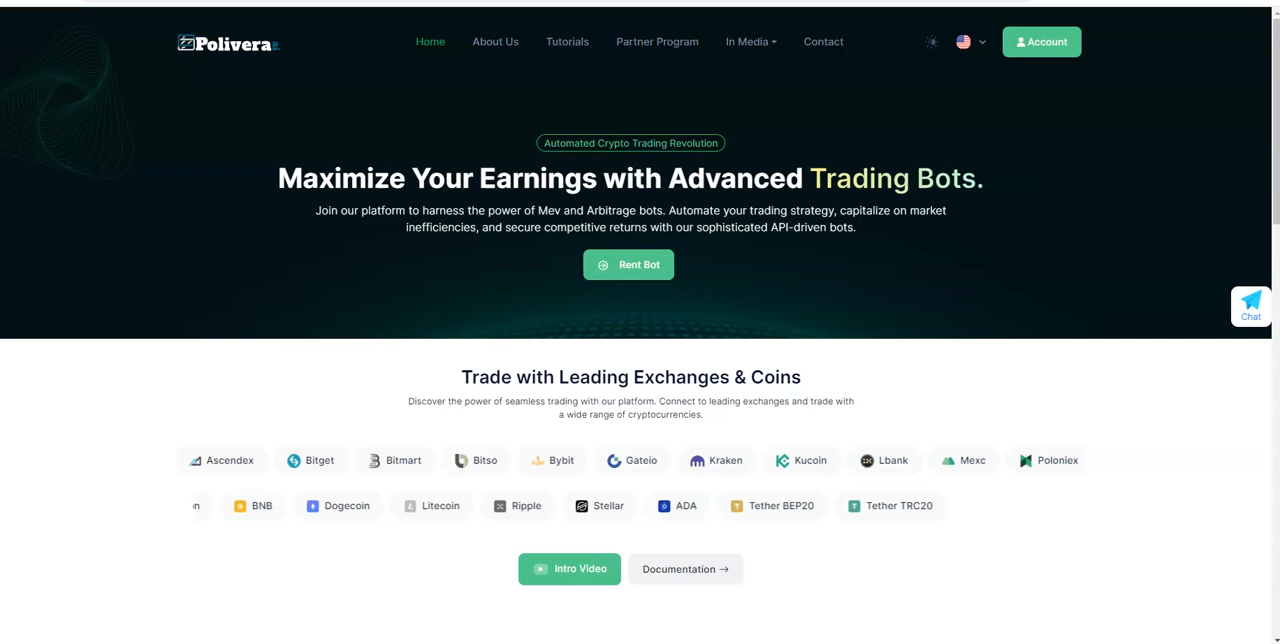 Polivera
Home
About Us
Tutorials
Partner Program
In Media
Contact
Account
Automated Crypto Trading Revolution
Maximize Your Earnings with Advanced Trading Bots.
Join our platform to harness the power of Mev and Arbitrage bots. Automate your trading strategy, capitalize on market
inefficiencies, and secure competitive returns with our sophisticated API-driven bots.
Rent Bot
Chat
Trade with Leading Exchanges & Coins
Discover the power of seamless trading with our platform. Connect to leading exchanges and trade with
a wide range of cryptocurrencies.
Ascendex
Bitget
Bitmart
Bitso
Bybit
Gateio
Kraken
Kucoin
Lbank
Mexc
Poloniex
BNB
Dogecoin
Litecoin
Ripple
Stellar
ADA
Tether BEP20
Tether TRC20
Intro Video
Documentation →